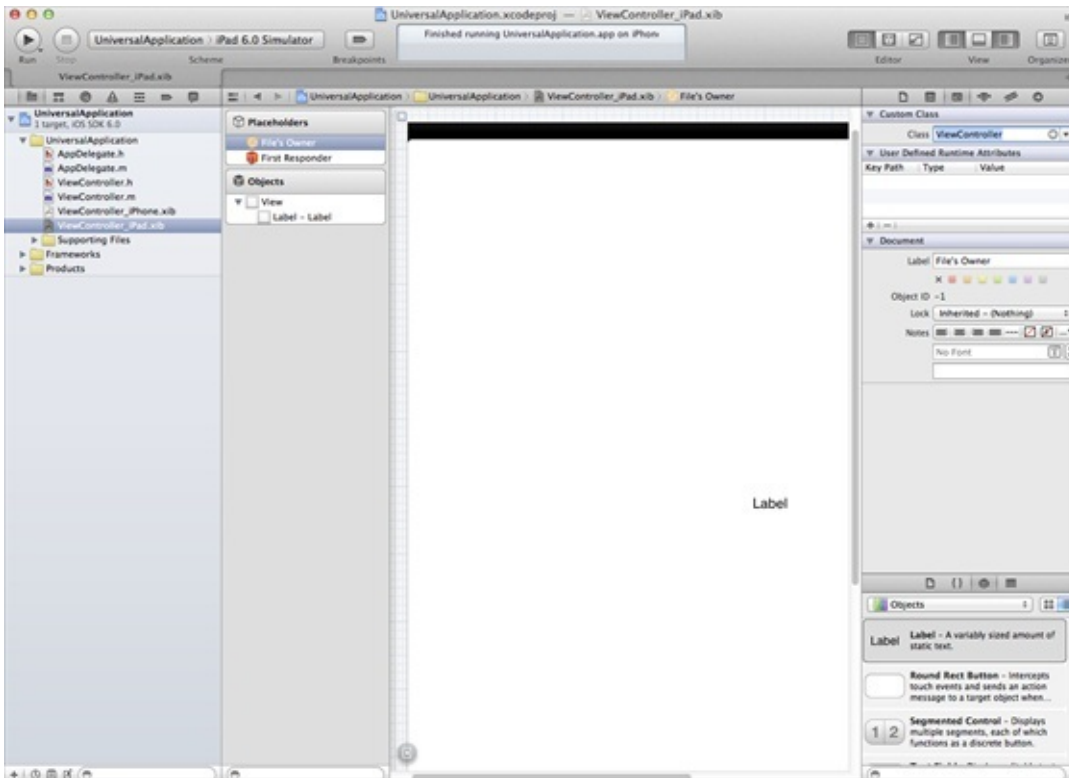 UniversalApplication.xcodeproj — ViewController_iPad.xib
UniversalApplication › iPad 6.0 Simulator
Finished running UniversalApplication.app on iPhon
Run
Stop
Scheme
Breakpoints
Editor
View
Organizer
ViewController_iPad.xib
UniversalApplication
1 target, iOS SDK 6.0
UniversalApplication
AppDelegate.h
AppDelegate.m
ViewController.h
ViewController.m
ViewController_iPhone.xib
ViewController_iPad.xib
Supporting Files
Frameworks
Products
UniversalApplication › UniversalApplication › ViewController_iPad.xib › File's Owner
Placeholders
File's Owner
First Responder
Objects
View
Label - Label
Label
Custom Class
Class ViewController
User Defined Runtime Attributes
Key Path Type Value
Document
Label File's Owner
Object ID -1
Lock Inherited - (Nothing)
Notes
No Font
Objects
Label
Label - A variably sized amount of
static text.
Round Rect Button - Intercepts
touch events and sends an action
message to a target object when...
1 2
Segmented Control - Displays
multiple segments, each of which
functions as a discrete button.